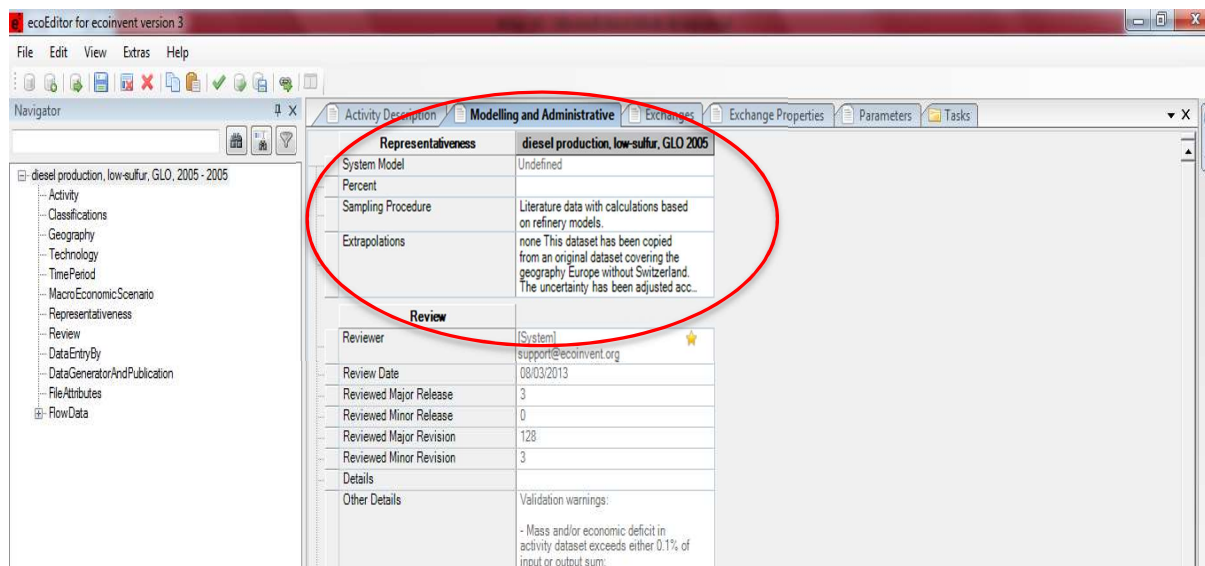 ecoEditor for ecoinvent version 3
File Edit View Extras Help
Navigator
Activity Description Modelling and Administrative Exchanges Exchange Properties Parameters Tasks
diesel production, low-sulfur, GLO, 2005 - 2005
Activity
Classifications
Geography
Technology
TimePeriod
MacroEconomicScenario
Representativeness
Review
DataEntryBy
DataGeneratorAndPublication
FileAttributes
FlowData
Representativeness diesel production, low-sulfur, GLO 2005
System Model Undefined
Percent
Sampling Procedure Literature data with calculations based
on refinery models.
Extrapolations none This dataset has been copied
from an original dataset covering the
geography Europe without Switzerland.
The uncertainty has been adjusted acc...
Review
Reviewer [System]
support@ecoinvent.org
Review Date 08/03/2013
Reviewed Major Release 3
Reviewed Minor Release 0
Reviewed Major Revision 128
Reviewed Minor Revision 3
Details
Other Details Validation warnings:
- Mass and/or economic deficit in
activity dataset exceeds either 0.1% of
input or output sum: